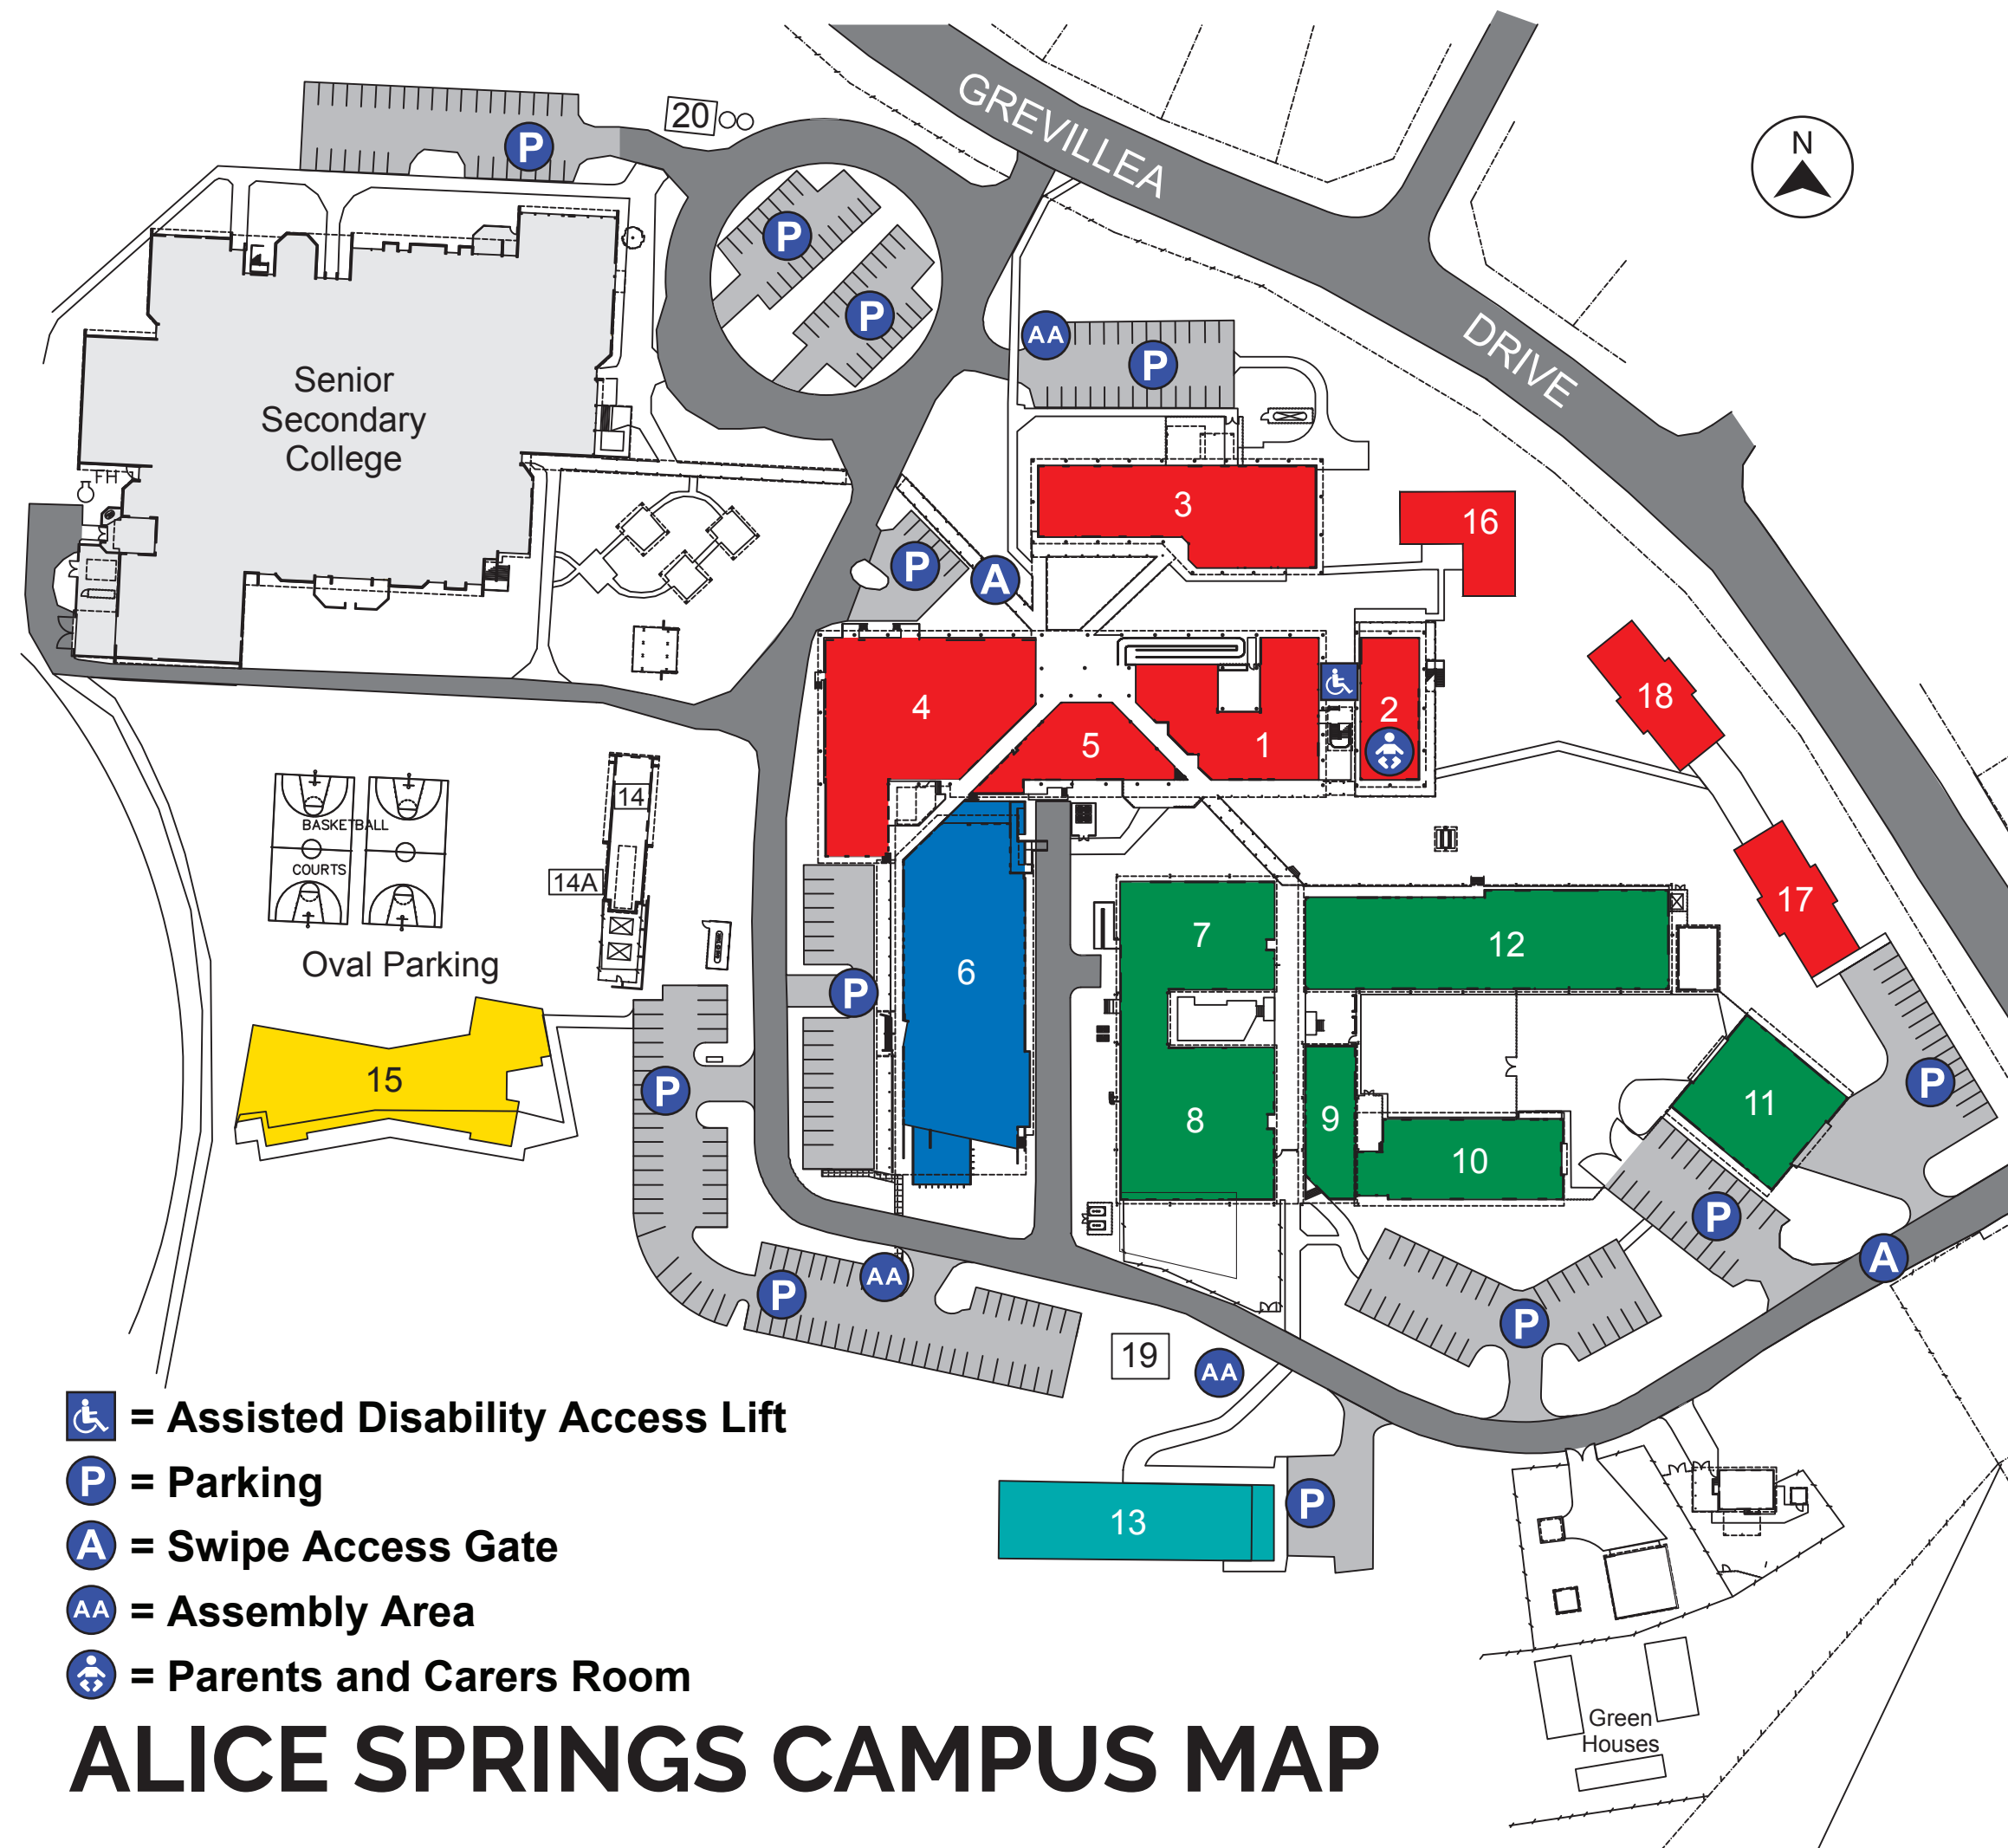 GREVILLEA
DRIVE
N
20
P
P
P
AA
P
Senior
Secondary
College
FH
3
16
P
A
4
5
1
2
18
14
BASKETBALL
COURTS
14A
Oval Parking
17
7
12
6
P
15
P
8
9
10
11
P
P
A
P
AA
P
19
AA
13
P
= Assisted Disability Access Lift
P = Parking
A = Swipe Access Gate
AA = Assembly Area
= Parents and Carers Room
Green
Houses
ALICE SPRINGS CAMPUS MAP